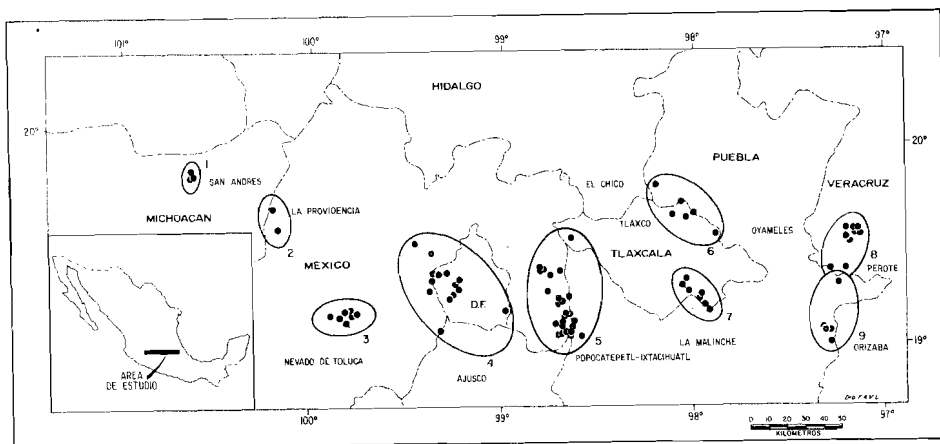 101°
100°
99°
98°
97°
HIDALGO
20°
20°
PUEBLA
1
SAN ANDRES
EL CHICO
VERACRUZ
MICHOACAN
LA PROVIDENCIA
TLAXCO
OYAMELES
2
MEXICO
TLAXCALA
6
8
PEROTE
D.F.
5
7
3
NEVADO DE TOLUCA
4
LA MALINCHE
9
19°
ORIZABA
POPOCATEPETL-IXTACIHUATL
AREA
DE ESTUDIO
AJUSCO
100°
99°
98°
97°
0 10 20 30 40 50
KILOMETROS